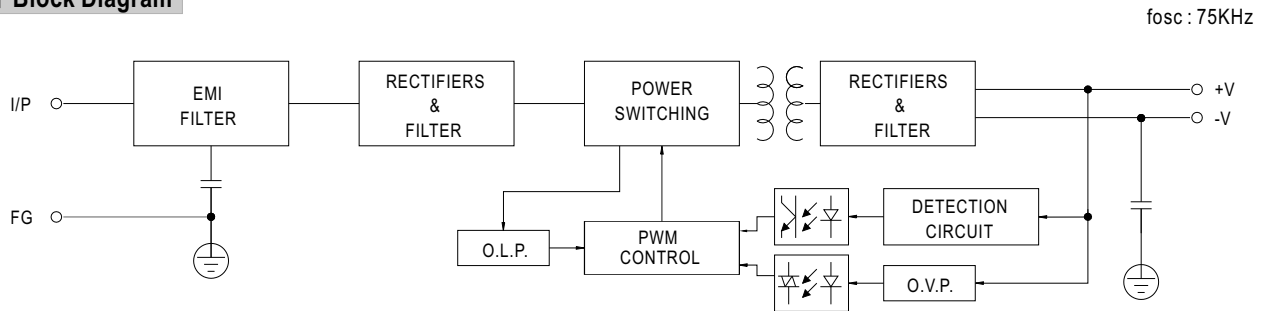 Block Diagram
fosc : 75KHz
I/P
EMI
FILTER
RECTIFIERS
&
FILTER
POWER
SWITCHING
RECTIFIERS
&
FILTER
+V
-V
FG
O.L.P.
PWM
CONTROL
DETECTION
CIRCUIT
O.V.P.